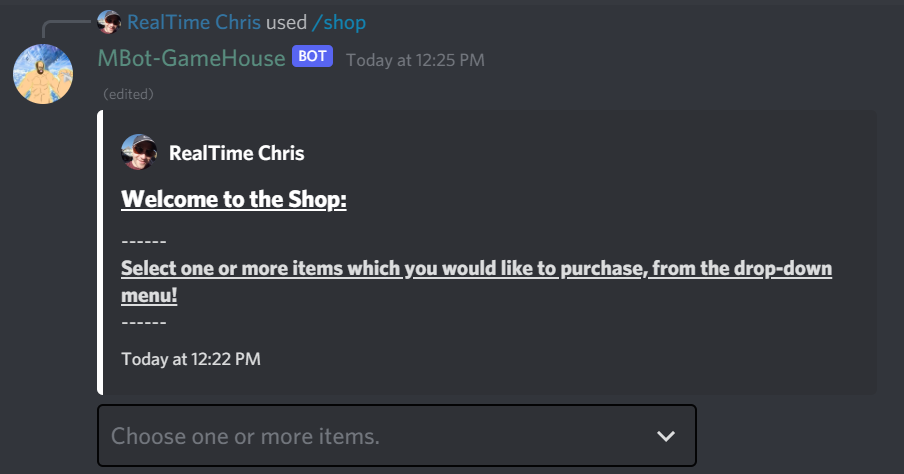 RealTime Chris used /shop
MBot-GameHouse BOT Today at 12:25 PM
(edited)
RealTime Chris
Welcome to the Shop:
------
Select one or more items which you would like to purchase, from the drop-down
menu!
------
Today at 12:22 PM
Choose one or more items.